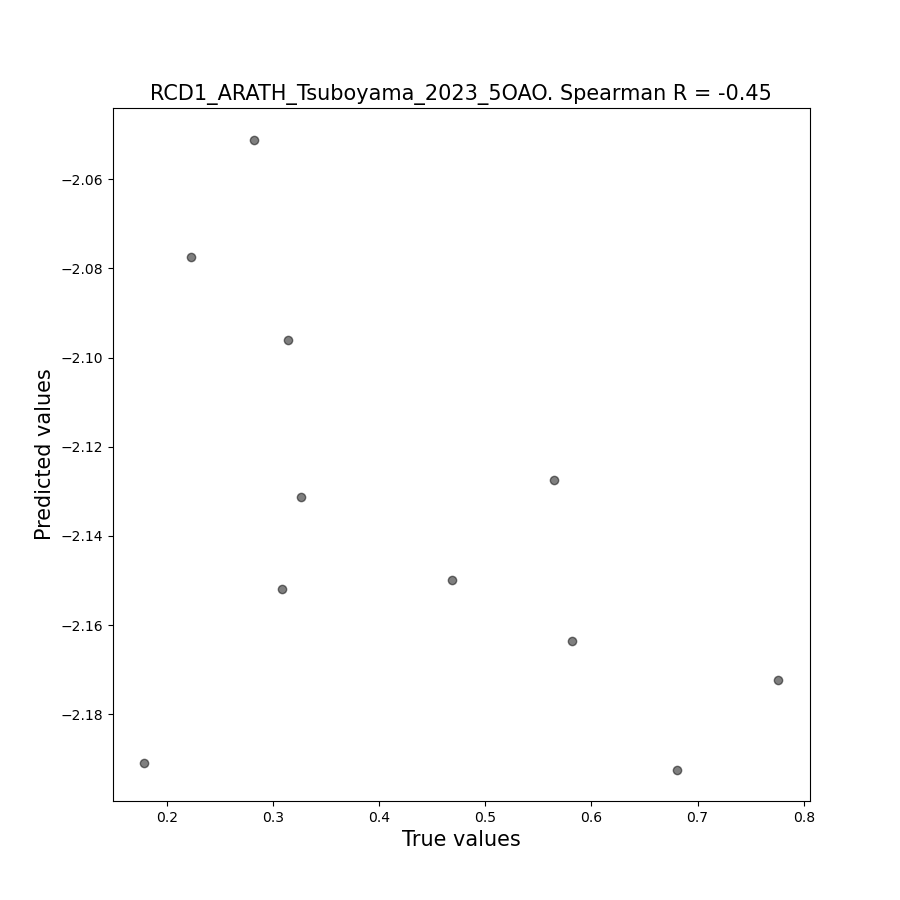 RCD1_ARATH_Tsuboyama_2023_5OAO. Spearman R = -0.45
Predicted values
−2.06
−2.08
−2.10
−2.12
−2.14
−2.16
−2.18
0.2 0.3 0.4 0.5 0.6 0.7 0.8
True values